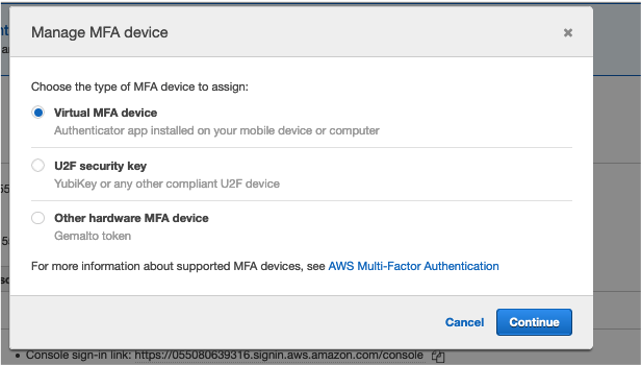 Manage MFA device
Choose the type of MFA device to assign:
Virtual MFA device
Authenticator app installed on your mobile device or computer
U2F security key
YubiKey or any other compliant U2F device
Other hardware MFA device
Gemalto token
For more information about supported MFA devices, see AWS Multi-Factor Authentication
Cancel Continue
• Console sign-in link: https://055080639316.signin.aws.amazon.com/console